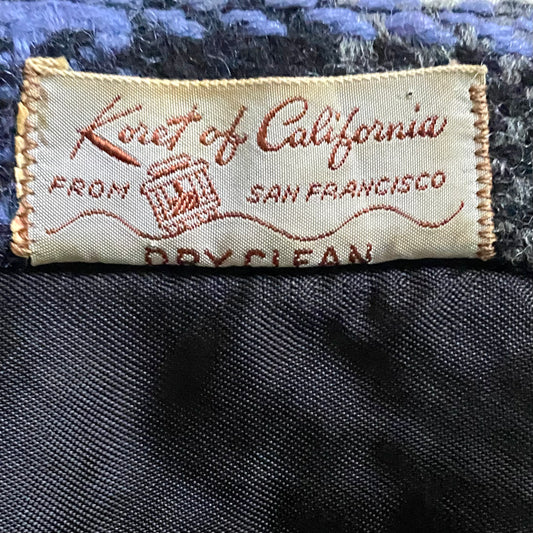 Koret of California
FROM SAN FRANCISCO
DRY CLEAN